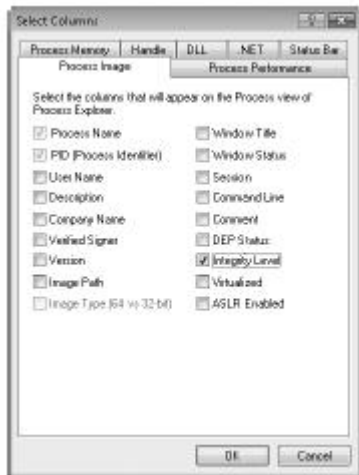 Select Columns
Process Memory Handle DLL .NET Status Bar
Process Image Process Performance
Select the columns that will appear on the Process view of
Process Explorer.
Process Name
PID (Process Identifier)
User Name
Description
Company Name
Verified Signer
Version
Image Path
Image Type (64 vs 32-bit)
Window Title
Window Status
Session
Command Line
Comment
DEP Status
Integrity Level
Virtualized
ASLR Enabled
OK Cancel